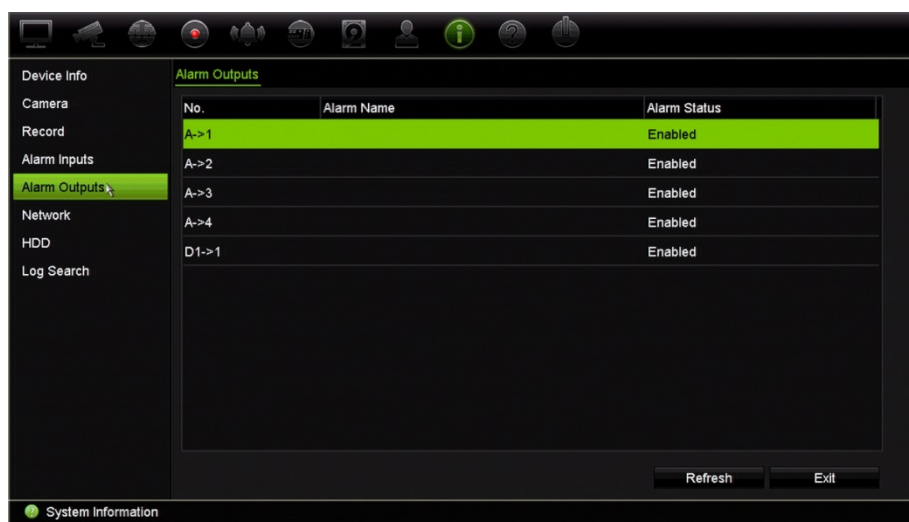 Device Info
Camera
Record
Alarm Inputs
Alarm Outputs
Network
HDD
Log Search
Alarm Outputs
No. Alarm Name Alarm Status
A->1 Enabled
A->2 Enabled
A->3 Enabled
A->4 Enabled
D1->1 Enabled
Refresh Exit
System Information